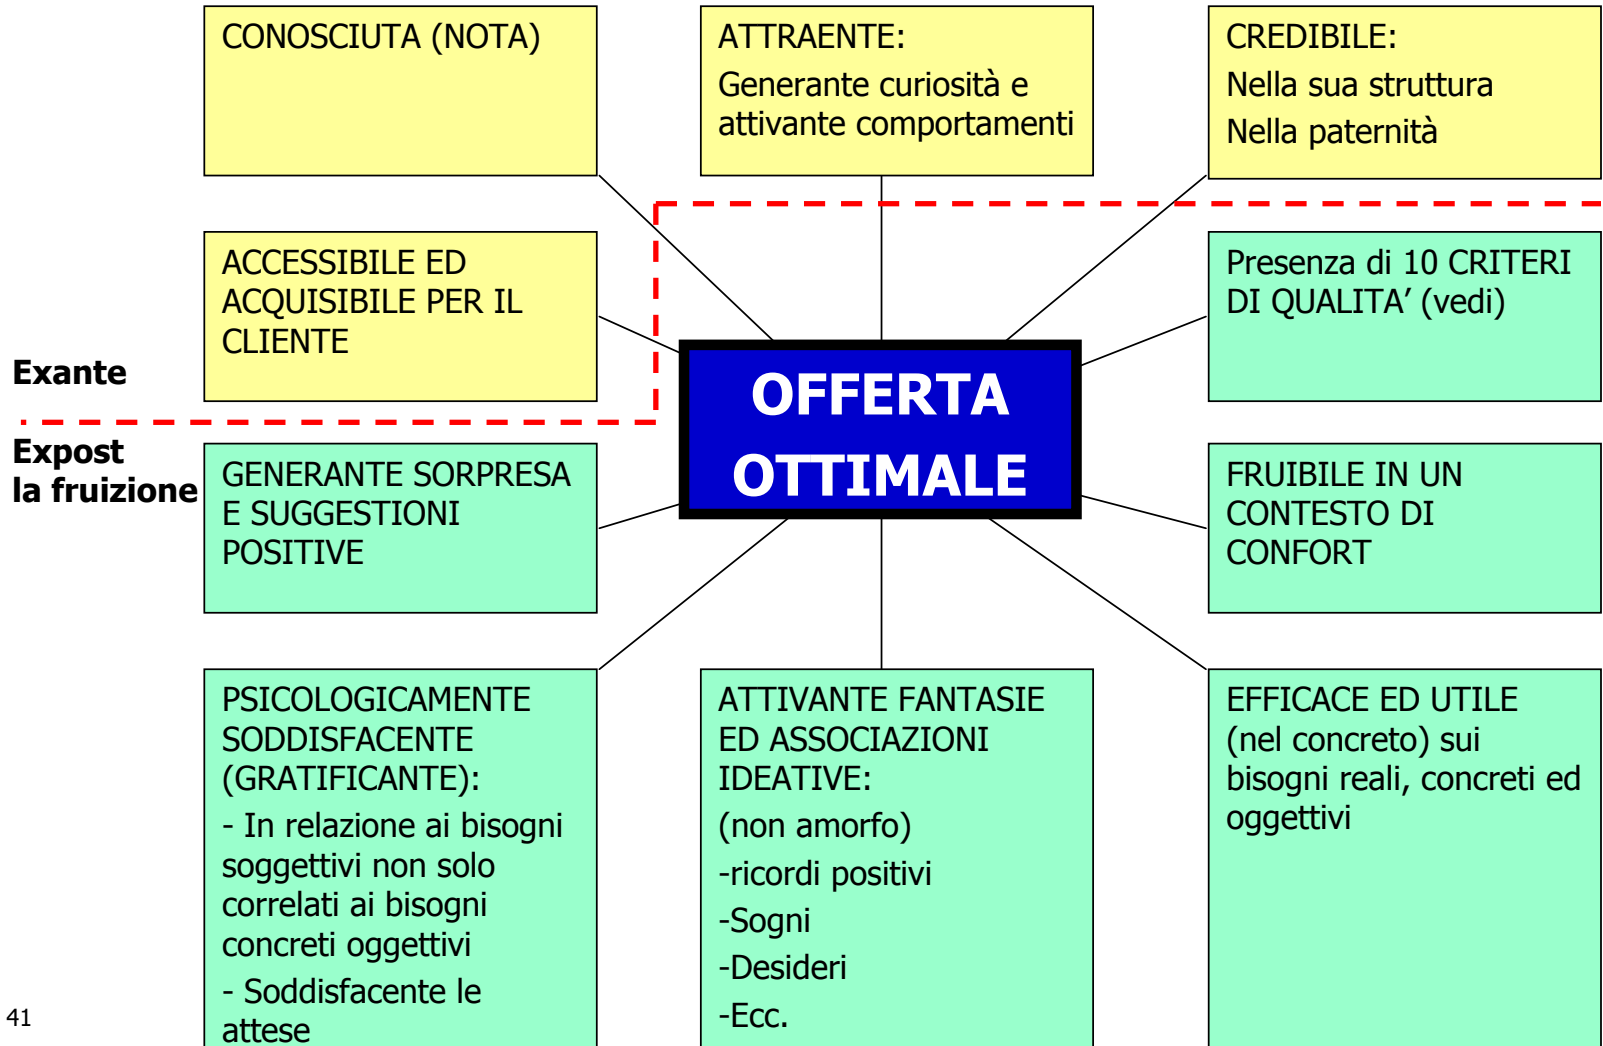 CONOSCIUTA (NOTA)
ATTRAENTE:
Generante curiosità e
attivante comportamenti
CREDIBILE:
Nella sua struttura
Nella paternità
ACCESSIBILE ED
ACQUISIBILE PER IL
CLIENTE
Presenza di 10 CRITERI
DI QUALITA’ (vedi)
Exante
OFFERTA
OTTIMALE
Expost
la fruizione
GENERANTE SORPRESA
E SUGGESTIONI
POSITIVE
FRUIBILE IN UN
CONTESTO DI
CONFORT
PSICOLOGICAMENTE
SODDISFACENTE
(GRATIFICANTE):
- In relazione ai bisogni
soggettivi non solo
correlati ai bisogni
concreti oggettivi
- Soddisfacente le
attese
ATTIVANTE FANTASIE
ED ASSOCIAZIONI
IDEATIVE:
(non amorfo)
-ricordi positivi
-Sogni
-Desideri
-Ecc.
EFFICACE ED UTILE
(nel concreto) sui
bisogni reali, concreti ed
oggettivi
41